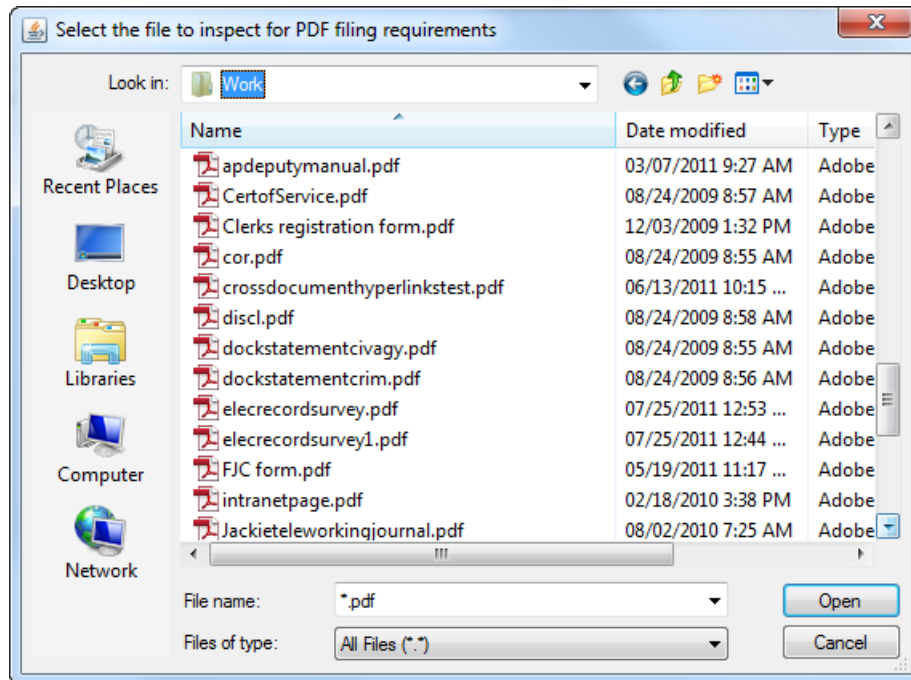 Select the file to inspect for PDF filing requirements
Look in: Work
Name Date modified Type
apdeputymanual.pdf 03/07/2011 9:27 AM Adobe
CertofService.pdf 08/24/2009 8:57 AM Adobe
Clerks registration form.pdf 12/03/2009 1:32 PM Adobe
cor.pdf 08/24/2009 8:55 AM Adobe
crossdocumenthyperlinkstest.pdf 06/13/2011 10:15 ... Adobe
discl.pdf 08/24/2009 8:58 AM Adobe
dockstatementcivagy.pdf 08/24/2009 8:55 AM Adobe
dockstatementcrim.pdf 08/24/2009 8:56 AM Adobe
elecrecordsurvey.pdf 07/25/2011 12:53 ... Adobe
elecrecordsurvey1.pdf 07/25/2011 12:44 ... Adobe
FJC form.pdf 05/19/2011 11:17 ... Adobe
intranetpage.pdf 02/18/2010 3:38 PM Adobe
Jackieteleworkingjournal.pdf 08/02/2010 7:25 AM Adobe
Recent Places
Desktop
Libraries
Computer
Network
File name: *.pdf Open
Files of type: All Files (*.*) Cancel